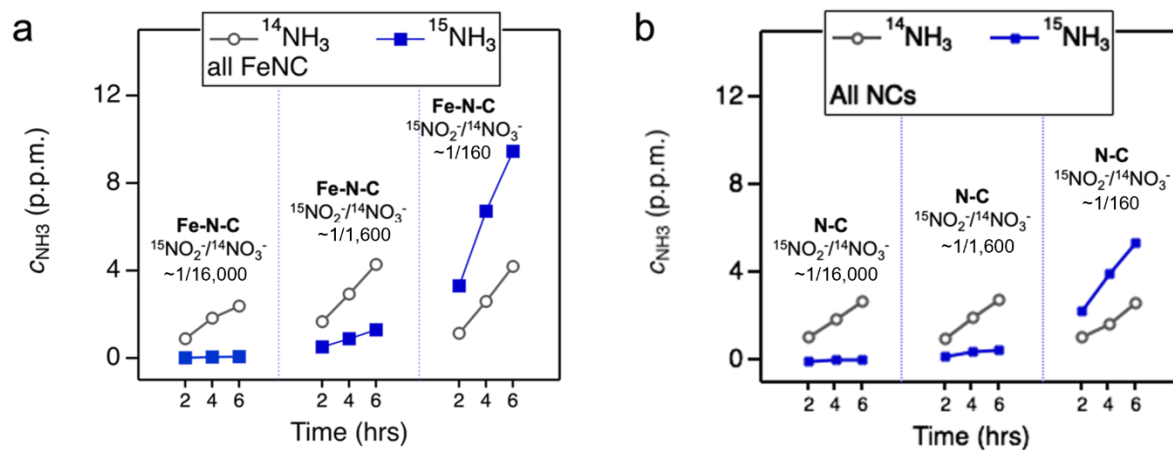 a
¹⁴NH₃ ¹⁵NH₃
all FeNC
c_NH3 (p.p.m.)
12
8
4
0
Fe-N-C
¹⁵NO₂⁻/¹⁴NO₃⁻
~1/16,000
Fe-N-C
¹⁵NO₂⁻/¹⁴NO₃⁻
~1/1,600
Fe-N-C
¹⁵NO₂⁻/¹⁴NO₃⁻
~1/160
2 4 6 2 4 6 2 4 6
Time (hrs)
b
¹⁴NH₃ ¹⁵NH₃
All NCs
c_NH3 (p.p.m.)
12
8
4
0
N-C
¹⁵NO₂⁻/¹⁴NO₃⁻
~1/16,000
N-C
¹⁵NO₂⁻/¹⁴NO₃⁻
~1/1,600
N-C
¹⁵NO₂⁻/¹⁴NO₃⁻
~1/160
2 4 6 2 4 6 2 4 6
Time (hrs)